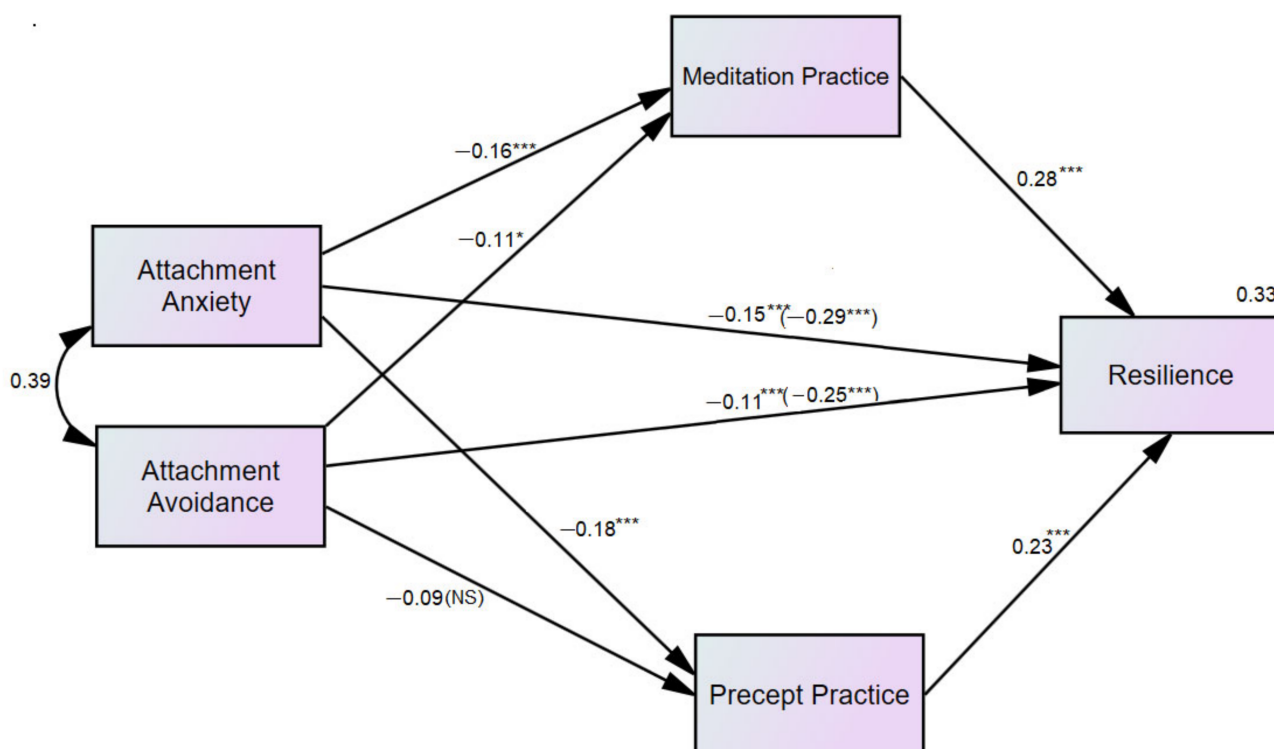 Meditation Practice
−0.16***
0.28***
−0.11*
Attachment
Anxiety
0.33
−0.15***(−0.29***)
Resilience
0.39
−0.11***(−0.25***)
Attachment
Avoidance
−0.18***
0.23***
−0.09(NS)
Precept Practice